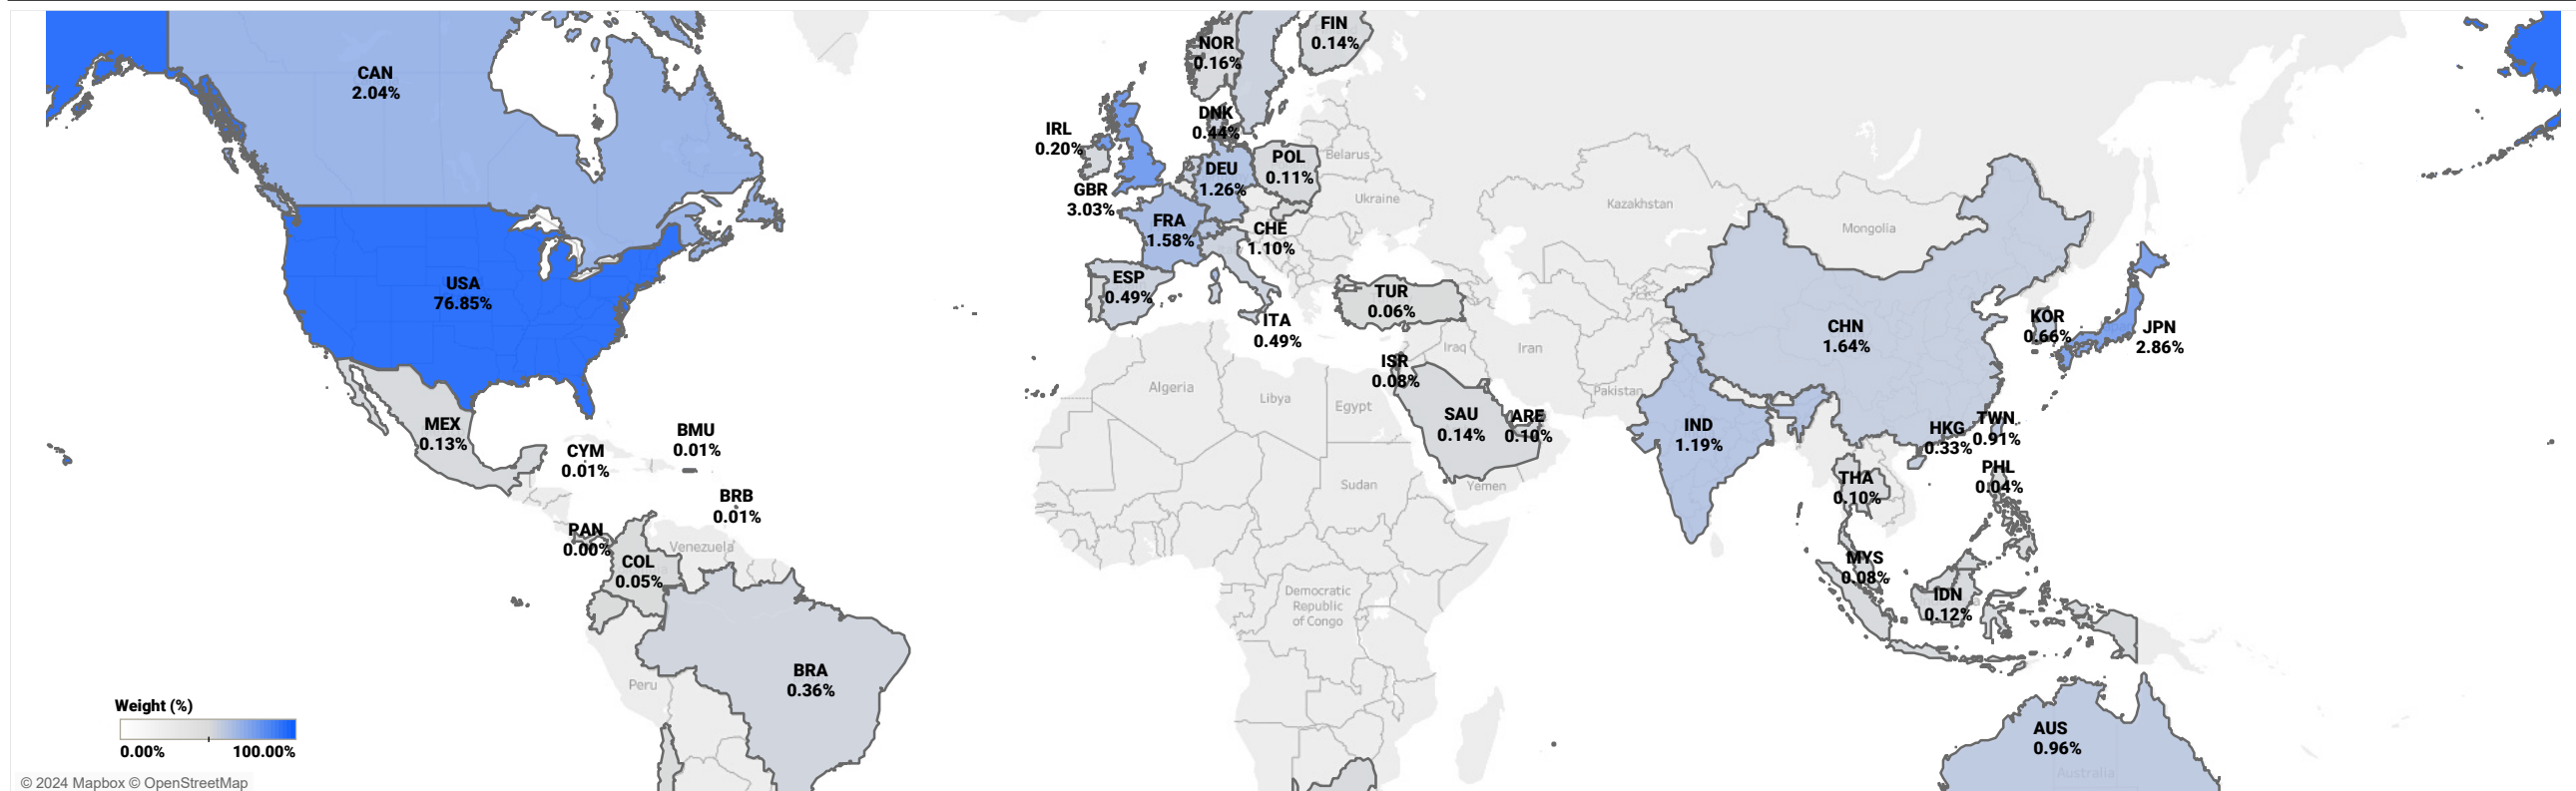 FIN
0.14%
NOR
0.16%
CAN
2.04%
DNK
0.44%
IRL
0.20%
Belarus
POL
0.11%
DEU
1.26%
GBR
3.03%
Ukraine
Kazakhstan
FRA
1.58%
CHE
1.10%
Mongolia
USA
76.85%
ESP
0.49%
TUR
0.06%
ITA
0.49%
CHN
1.64%
KOR
0.66%
JPN
2.86%
Iraq
Iran
ISR
0.08%
Algeria
Libya
Egypt
Pakistan
MEX
0.13%
BMU
0.01%
CYM
0.01%
SAU
0.14%
ARE
0.10%
IND
1.19%
HKG
0.33%
TWN
0.91%
Sudan
Yemen
THA
0.10%
PHL
0.04%
BRB
0.01%
PAN
0.00%
Venezuela
COL
0.05%
MYS
0.08%
IDN
0.12%
Democratic
Republic
of Congo
Peru
BRA
0.36%
AUS
0.96%
Australia
Weight (%)
0.00% 100.00%
© 2024 Mapbox © OpenStreetMap